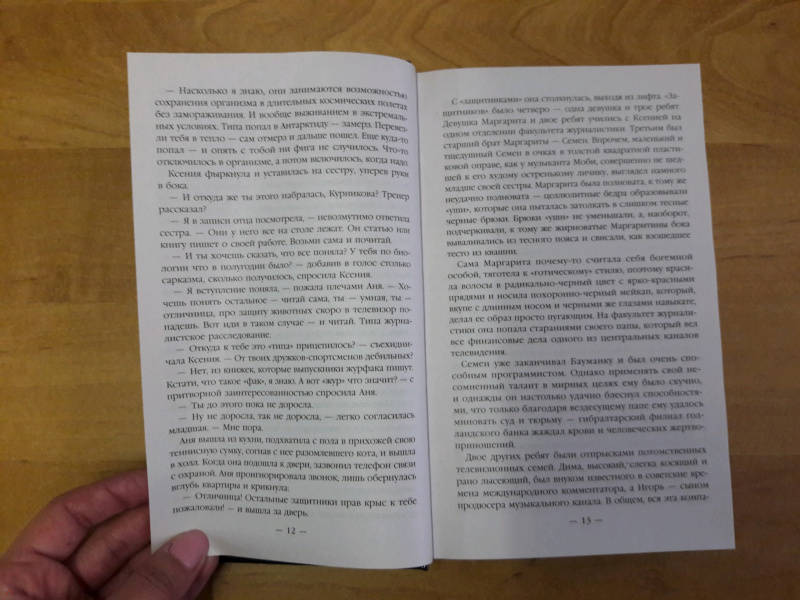 — Насколько я знаю, они занимаются возможностью
сохранения организма в длительных космических полетах
без замораживания. И вообще выживанием в экстремаль-
ных условиях. Типа попал в Антарктиду — замерз. Перевез-
ли тебя в тепло — сам отмерз и дальше пошел. Еще куда-то
попал — и опять с тобой ни фига не случилось. Что-то
отключилось в организме, а потом включилось, когда надо.
Ксения фыркнула и уставилась на сестру, уперев руки
в бока.
— И откуда же ты этого набралась, Курникова? Тренер
рассказал?
— Я в записи отца посмотрела, — невозмутимо ответила
сестра. — Они у него все на столе лежат. Он статью или
книгу пишет о своей работе. Возьми сама и почитай.
— И ты хочешь сказать, что все поняла? У тебя по био-
логии что в полугодии было? — добавив в голос столько
сарказма, сколько получилось, спросила Ксения.
— Я вступление поняла, — пожала плечами Аня. — Хо-
чешь понять остальное — читай сама, ты — умная, ты —
отличница, про защиту животных скоро в телевизор по-
падешь. Вот иди в таком случае — и читай. Типа журна-
листское расследование.
— Откуда к тебе это «типа» прицепилось? — съехидни-
чала Ксения. — От твоих дружков-спортсменов дебильных?
— Нет, из книжек, которые выпускники журфака пишут.
Кстати, что такое «фак», я знаю. А вот «жур» что значит? — с
притворной заинтересованностью спросила Аня.
— Ты до этого пока не доросла.
— Ну не доросла, так не доросла, — легко согласилась
младшая. — Мне пора.
Аня вышла из кухни, подхватила с пола в прихожей свою
теннисную сумку, согнав с нее разомлевшего кота, и вышла
в холл. Когда она подошла к двери, зазвонил телефон связи
с охраной. Аня проигнорировала звонок, лишь обернулась
вглубь квартиры и крикнула:
— Отличница! Остальные защитники прав крыс к тебе
пожаловали! — и вышла за дверь.
— 12 —
С «защитниками» она столкнулась, выходя из лифта. «За-
щитников» было четверо — одна девушка и трое ребят.
Девушка Маргарита и двое ребят учились с Ксенией на
одном отделении факультета журналистики. Третьим был
старший брат Маргариты — Семен. Впрочем, маленький и
тщедушный Семен в очках в толстой квадратной пласти-
ковой оправе, как у музыканта Моби, совершенно не шед-
шей к его худому остренькому личику, выглядел намного
младше своей сестры. Маргарита была полновата, к тому же
неудачно полновата — целлюлитные бедра образовывали
«уши», которые она пыталась затолкать в слишком тесные
черные брюки. Брюки «уши» не уменьшали, а, наоборот,
подчеркивали, к тому же жирноватые Маргаритины бока
вываливались из тесного пояса и свисали, как взошедшее
тесто из квашни.
Сама Маргарита почему-то считала себя богемной
особой, тяготела к «готическому» стилю, поэтому краси-
ла волосы в радикально-черный цвет с ярко-красными
прядями и носила похоронно-черный мейкап, который,
вкупе с длинным носом и черными же глазами навыкате,
делал ее образ просто пугающим. На факультет журнали-
стики она попала стараниями своего папы, который вел
все финансовые дела одного из центральных каналов
телевидения.
Семен уже заканчивал Бауманку и был очень спо-
собным программистом. Однако применять свой не-
сомненный талант в мирных целях ему было скучно,
и однажды он настолько удачно блеснул способностя-
ми, что только благодаря вездесущему папе ему удалось
миновать суд и тюрьму — гибралтарский филиал гол-
ландского банка жаждал крови и человеческих жертво-
приношений.
Двое других ребят были отпрысками потомственных
телевизионных семей. Дима, высокий, слегка косящий и
рано лысеющий, был внуком известного в советские вре-
мена международного комментатора, а Игорь — сыном
продюсера музыкального канала. В общем, вся эта компа-
— 13 —